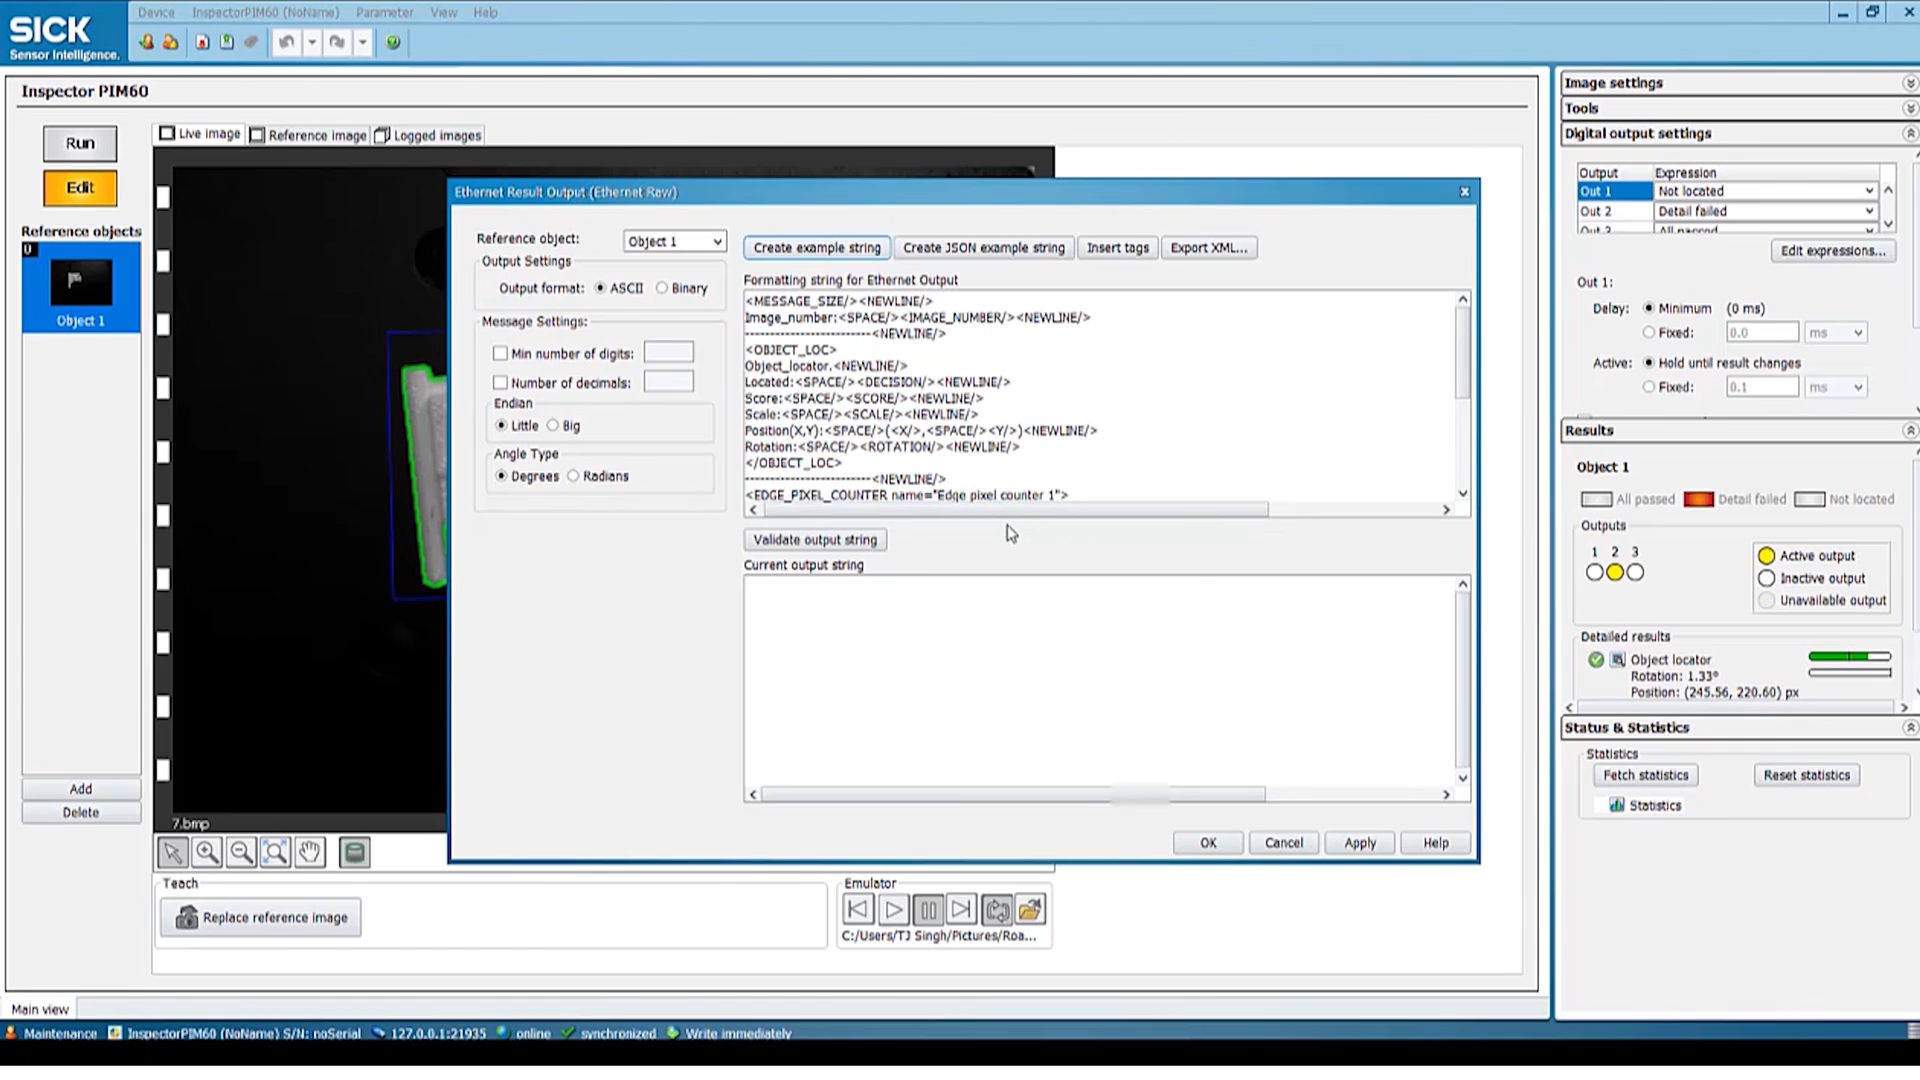 SICK
Sensor Intelligence.
Device InspectorPIM60 (NoName) Parameter View Help
Inspector PIM60
Run
Edit
Reference objects
0
Object 1
Add
Delete
Live image Reference image Logged images
7.bmp
Teach
Replace reference image
Emulator
C:/Users/TJ Singh/Pictures/Roa...
Ethernet Result Output (Ethernet Raw)
Reference object: Object 1
Output Settings
Output format: ASCII Binary
Message Settings:
Min number of digits:
Number of decimals:
Endian
Little Big
Angle Type
Degrees Radians
Create example string Create JSON example string Insert tags Export XML...
Formatting string for Ethernet Output
<MESSAGE_SIZE/><NEWLINE/>
Image_number:<SPACE/><IMAGE_NUMBER/><NEWLINE/>
-------------------------<NEWLINE/>
<OBJECT_LOC>
Object_locator.<NEWLINE/>
Located:<SPACE/><DECISION/><NEWLINE/>
Score:<SPACE/><SCORE/><NEWLINE/>
Scale:<SPACE/><SCALE/><NEWLINE/>
Position(X,Y):<SPACE/>(<X/>,<SPACE/><Y/>)<NEWLINE/>
Rotation:<SPACE/><ROTATION/><NEWLINE/>
</OBJECT_LOC>
-------------------------<NEWLINE/>
<EDGE_PIXEL_COUNTER name="Edge pixel counter 1">
Validate output string
Current output string
OK Cancel Apply Help
Image settings
Tools
Digital output settings
Output Expression
Out 1 Not located
Out 2 Detail failed
Out 3 All passed
Edit expressions...
Out 1:
Delay: Minimum (0 ms)
Fixed: 0.0 ms
Active: Hold until result changes
Fixed: 0.1 ms
Results
Object 1
All passed Detail failed Not located
Outputs
1 2 3
Active output
Inactive output
Unavailable output
Detailed results
Object locator
Rotation: 1.33°
Position: (245.56, 220.60) px
Status & Statistics
Statistics
Fetch statistics Reset statistics
Statistics
Main view
Maintenance InspectorPIM60 (NoName) S/N: noSerial 127.0.0.1:21935 online synchronized Write immediately